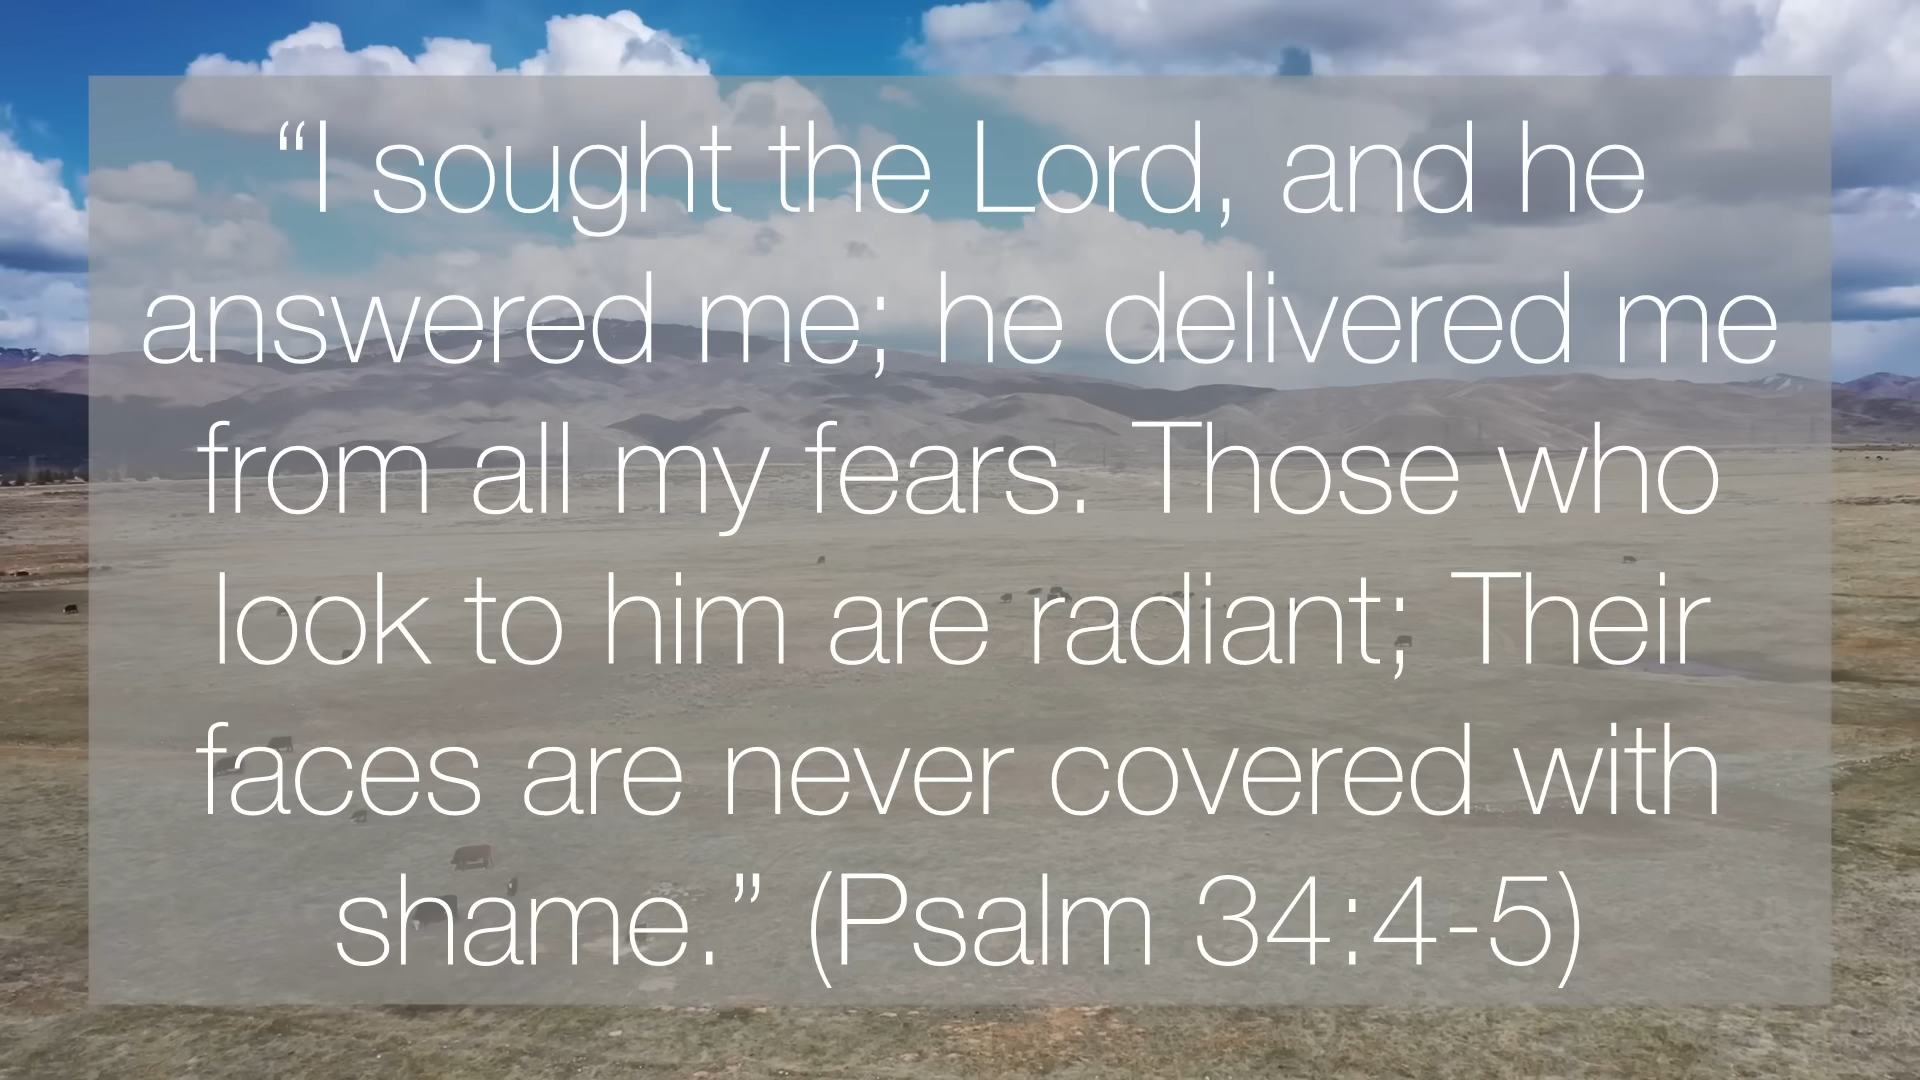 “I sought the Lord, and he
answered me; he delivered me
from all my fears. Those who
look to him are radiant; Their
faces are never covered with
shame.” (Psalm 34:4-5)